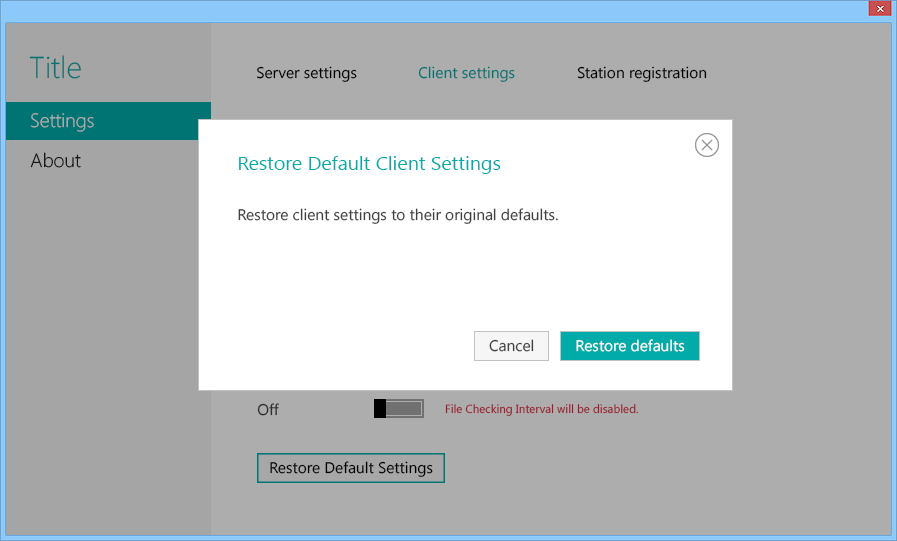 Title
Settings
About
Server settings
Client settings
Station registration
Restore Default Client Settings
Restore client settings to their original defaults.
Cancel
Restore defaults
Off
File Checking Interval will be disabled.
Restore Default Settings